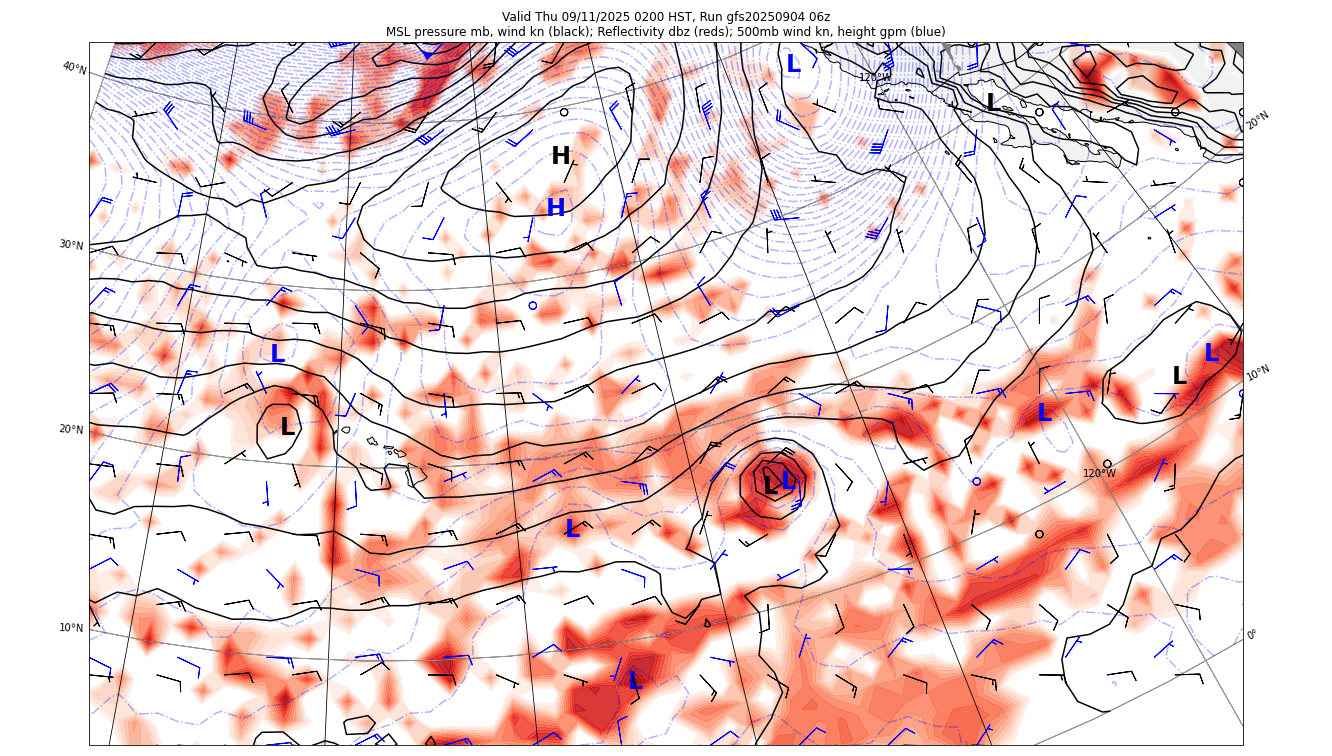 Valid Thu 09/11/2025 0200 HST, Run gfs20250904 06z
MSL pressure mb, wind kn (black); Reflectivity dbz (reds); 500mb wind kn, height gpm (blue)
L
40°N
120°W
L
20°N
H
H
30°N
L
L
10°N
L
L
20°N
L
120°W
L
L
L
10°N
0°
L